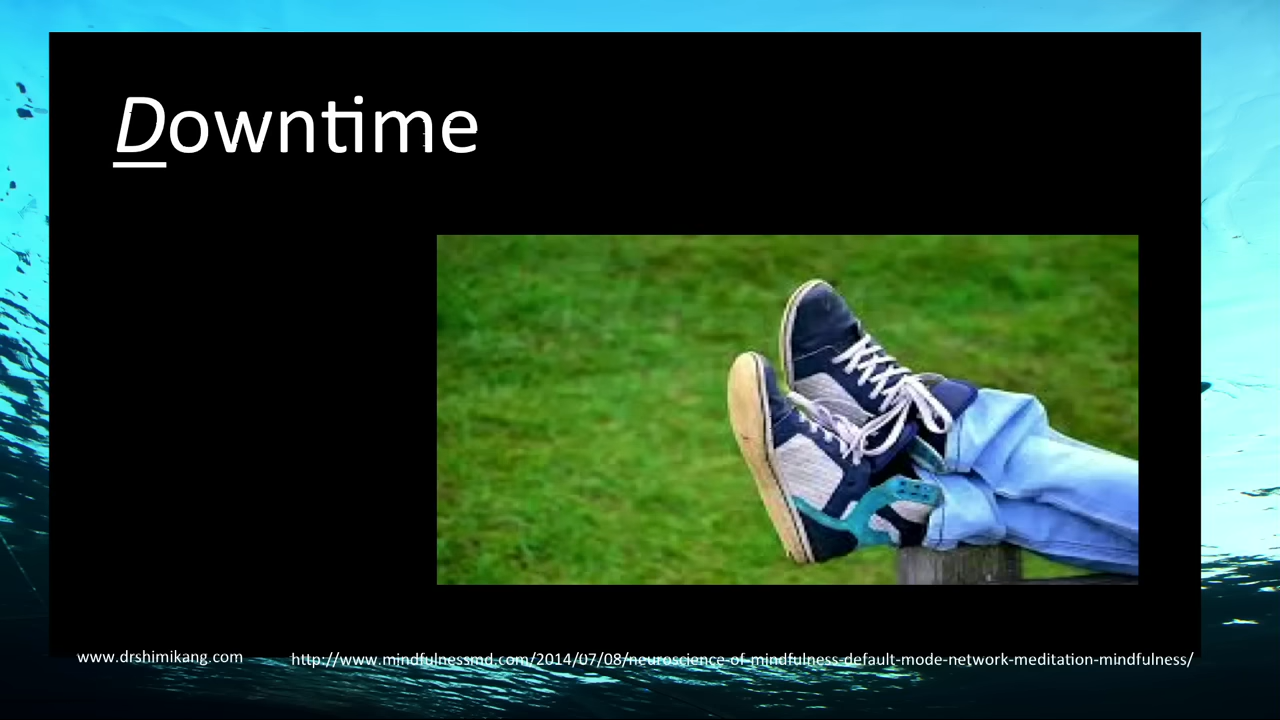 Downtime
www.drshimikang.com
http://www.mindfulnessmd.com/2014/07/08/neuroscience-of-mindfulness-default-mode-network-meditation-mindfulness/